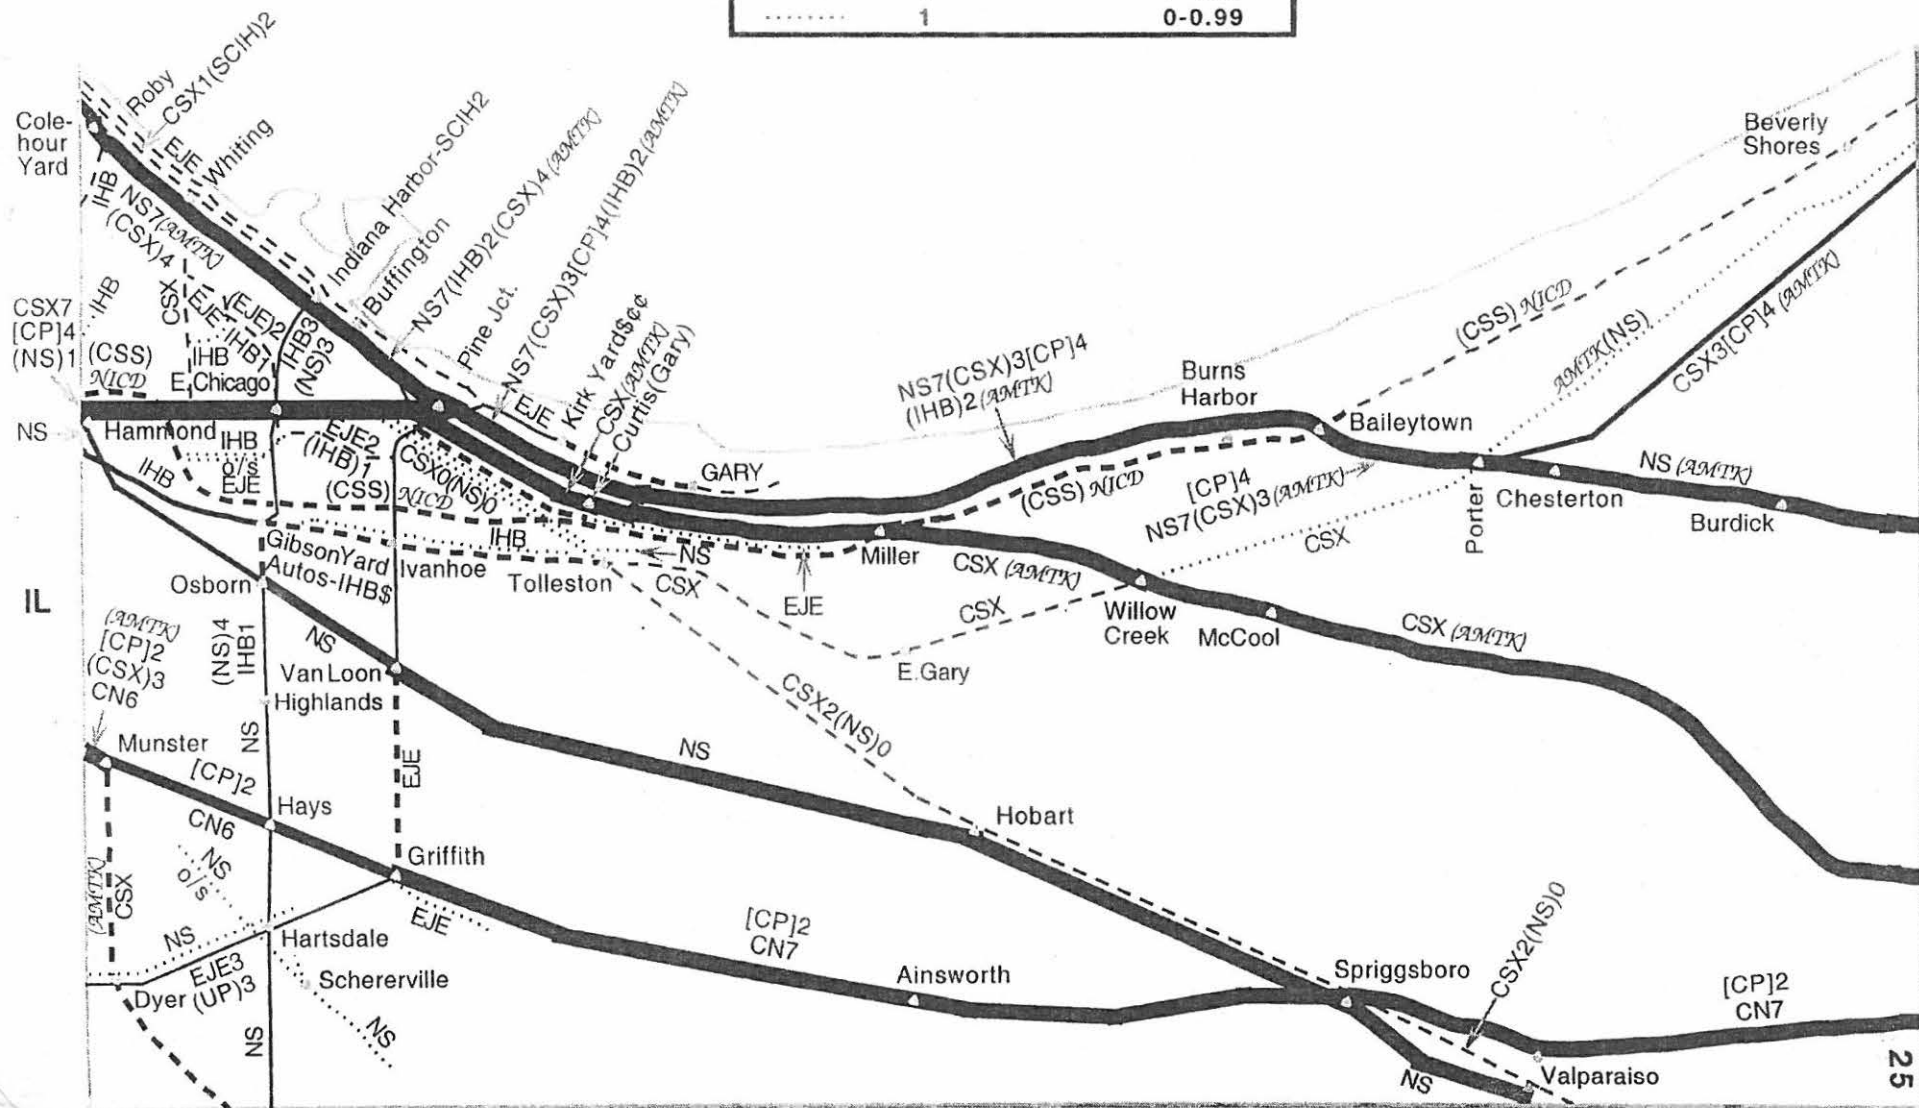 1 0-0.99
Roby
CSX1(SCIH)2
EJE
Whiting
Cole-
hour
Yard
IHB
NS7(AMTK)
(CSX)4
Indiana Harbor-SCIH2
Buffington
NS7(IHB)2(CSX)4(AMTK)
Pine Jct.
NS7(CSX)3[CP]4(IHB)2(AMTK)
Kirk Yard$¢¢
CSX(AMTK)
Curtis(Gary)
EJE
GARY
CSX7
[CP]4
(NS)1
IHB
(CSS)
NICD
CSX
(EJE)2
EJE-IHB1
IHB
E.Chicago
IHB3
(NS)3
NS
Hammond
IHB
IHB
o/s
EJE
EJE2
(IHB)1
(CSS) NICD
CSX0(NS)0
IHB
NS
GibsonYard
Autos-IHB$
Ivanhoe
Tolleston
CSX
EJE
Miller
NS7(CSX)3[CP]4
(IHB)2(AMTK)
Burns
Harbor
Baileytown
(CSS) NICD
[CP]4
NS7(CSX)3(AMTK)
Beverly
Shores
(CSS) NICD
AMTK(NS)
CSX3[CP]4 (AMTK)
Porter
Chesterton
NS (AMTK)
Burdick
CSX
CSX (AMTK)
CSX
Willow
Creek
McCool
CSX (AMTK)
E.Gary
IL
Osborn
(NS)4
IHB1
NS
Van Loon
Highlands
(AMTK)
[CP]2
(CSX)3
CN6
Munster
[CP]2
CN6
NS
Hays
EJE
NS
CSX2(NS)0
Hobart
Griffith
NS
o/s
(AMTK)
CSX
NS
EJE
Hartsdale
EJE3
(UP)3
Dyer
Schererville
NS
NS
[CP]2
CN7
Ainsworth
Spriggsboro
CSX2(NS)0
[CP]2
CN7
NS
Valparaiso
25